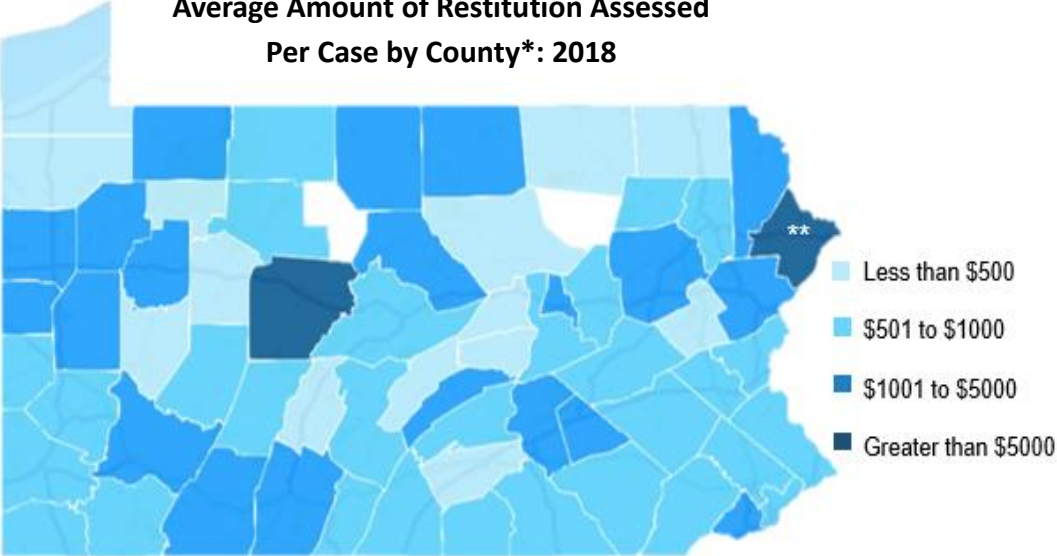 Average Amount of Restitution Assessed
Per Case by County*: 2018
**
Less than $500
$501 to $1000
$1001 to $5000
Greater than $5000